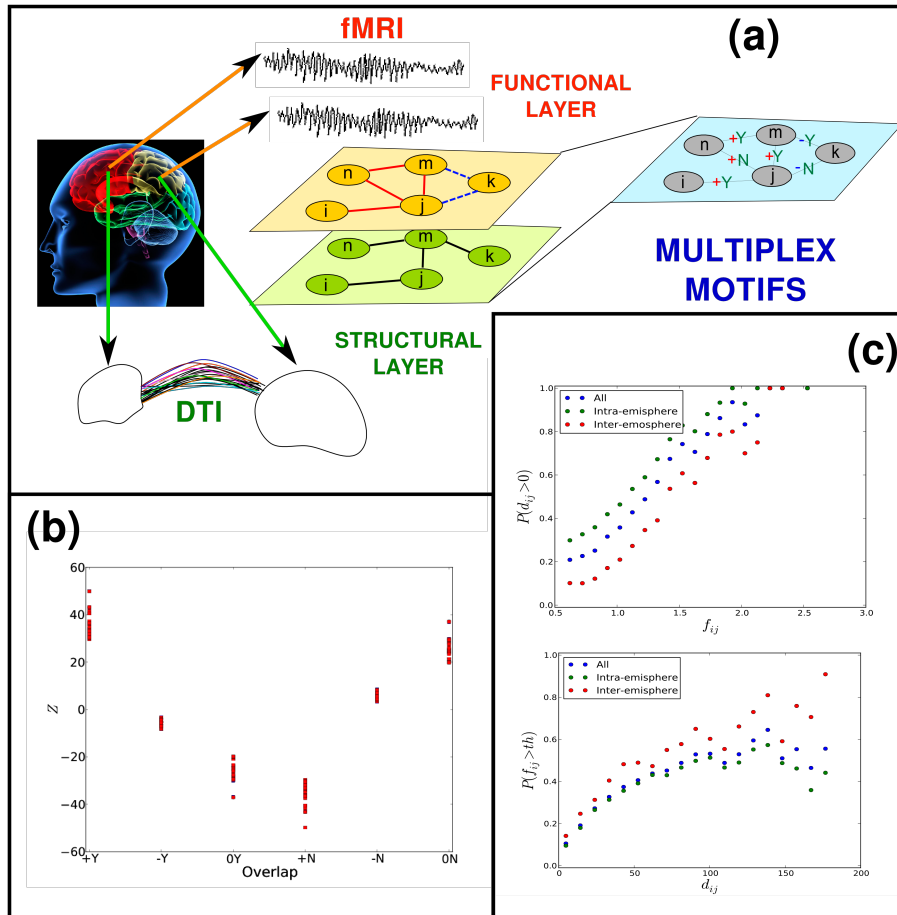 (a)
fMRI
FUNCTIONAL
LAYER
n
m
k
i
j
n
m
k
i
j
n
+Y
m
-Y
+N
+Y
k
i
+Y
j
-N
MULTIPLEX
MOTIFS
STRUCTURAL
LAYER
DTI
(b)
60
40
20
0
−20
−40
−60
Z
+Y
-Y
0Y
+N
-N
0N
Overlap
(c)
1.0
0.8
0.6
0.4
0.2
0.0
P(d_ij >0)
All
Intra-emisphere
Inter-emosphere
0.5
1.0
1.5
2.0
2.5
3.0
f_ij
1.0
0.8
0.6
0.4
0.2
0.0
P(f_ij >th)
All
Intra-emisphere
Inter-emisphere
0
50
100
150
200
d_ij